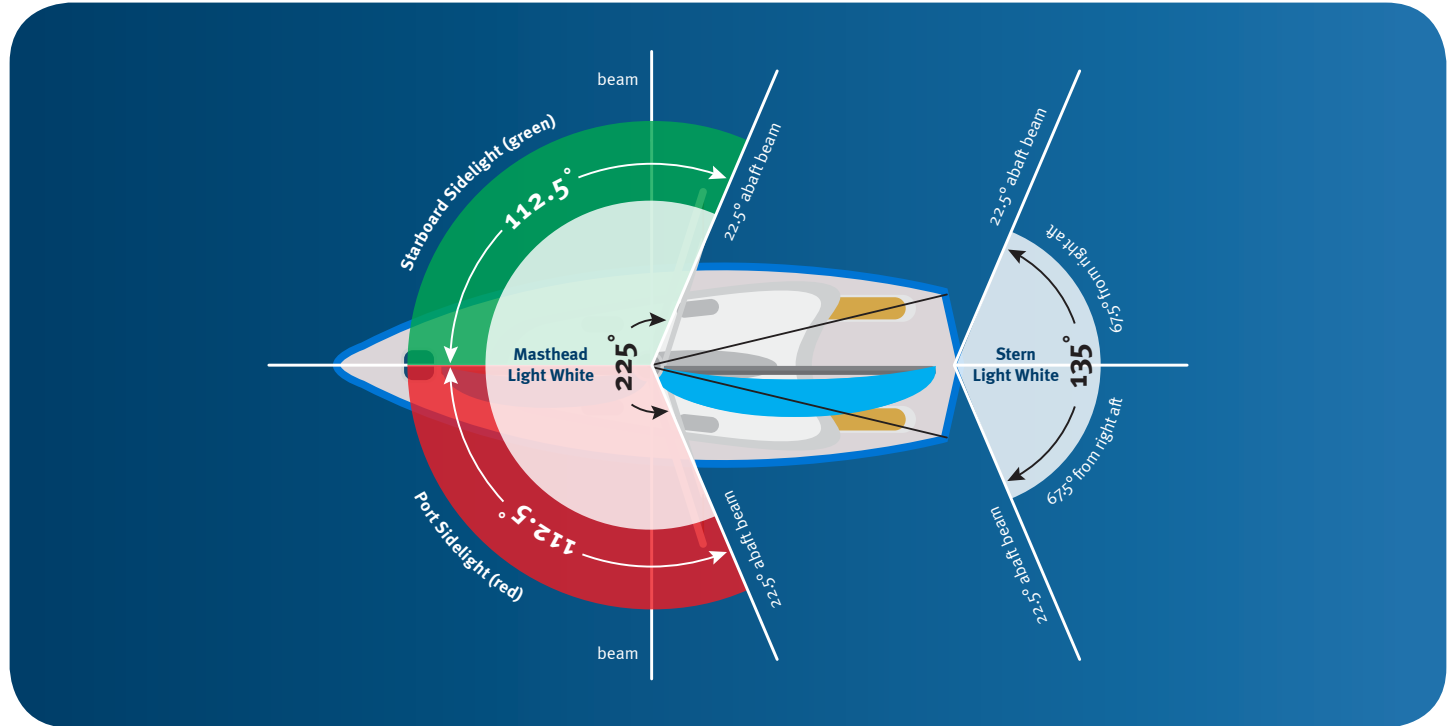 beam
Starboard Sidelight (green)
112.5°
22.5° abaft beam
22.5° abaft beam
67.5° from right aft
Masthead
Light White
225°
Stern
Light White
135°
67.5° from right aft
112.5°
Port Sidelight (red)
22.5° abaft beam
22.5° abaft beam
beam